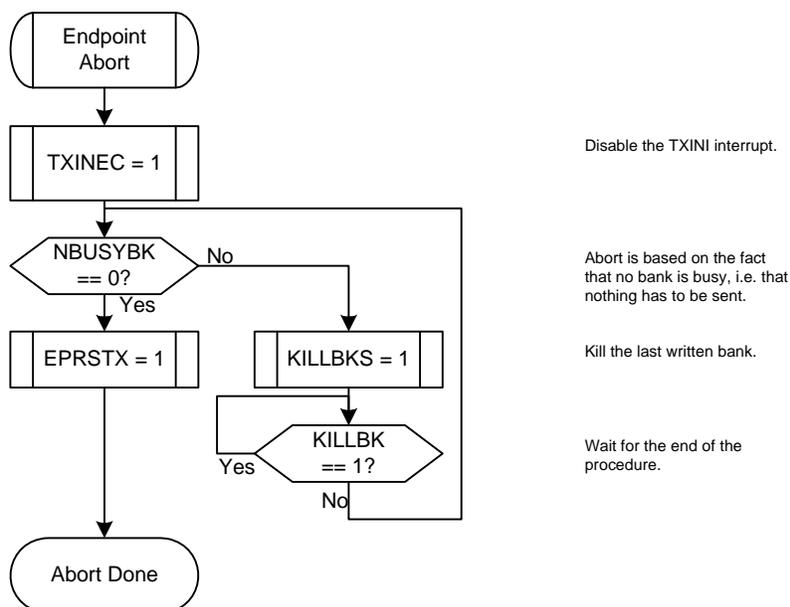 Endpoint
Abort
TXINEC = 1
Disable the TXINI interrupt.
NBUSYBK
== 0?
No
Yes
Abort is based on the fact
that no bank is busy, i.e. that
nothing has to be sent.
EPRSTX = 1
KILLBKS = 1
Kill the last written bank.
KILLBK
== 1?
Yes
No
Wait for the end of the
procedure.
Abort Done